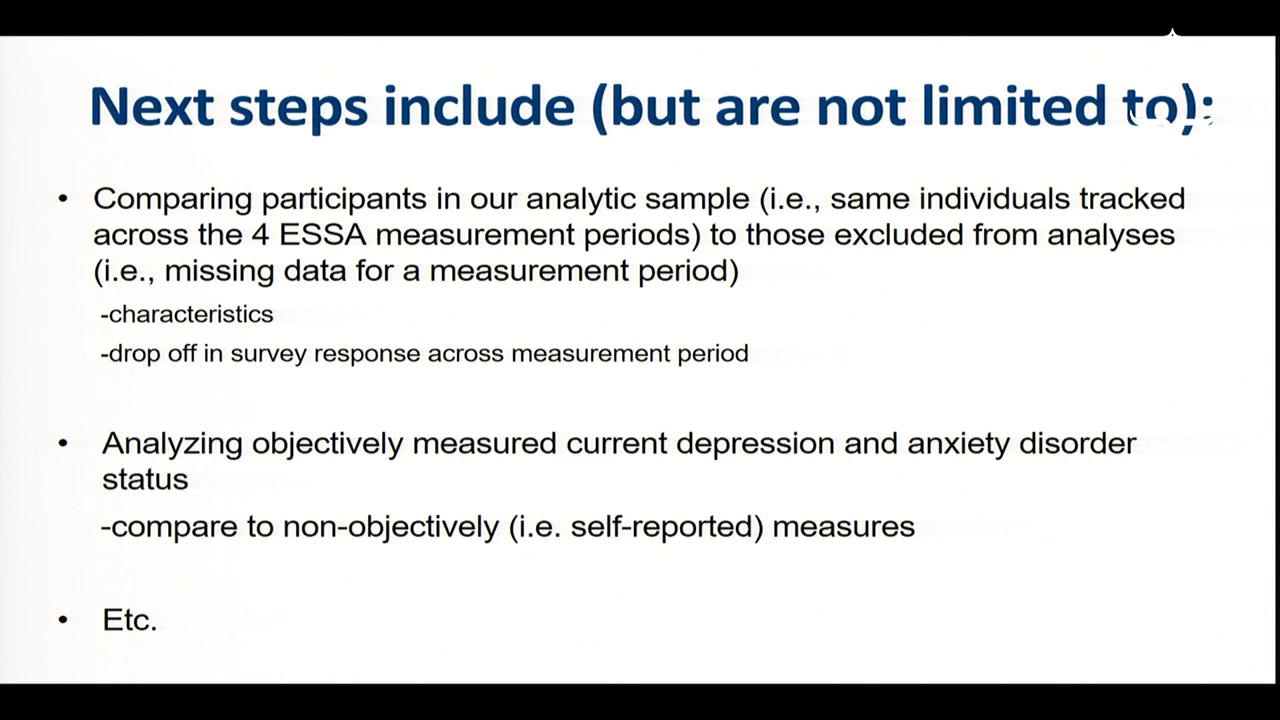 Next steps include (but are not limited to):
• Comparing participants in our analytic sample (i.e., same individuals tracked
across the 4 ESSA measurement periods) to those excluded from analyses
(i.e., missing data for a measurement period)
-characteristics
-drop off in survey response across measurement period
• Analyzing objectively measured current depression and anxiety disorder
status
-compare to non-objectively (i.e. self-reported) measures
• Etc.